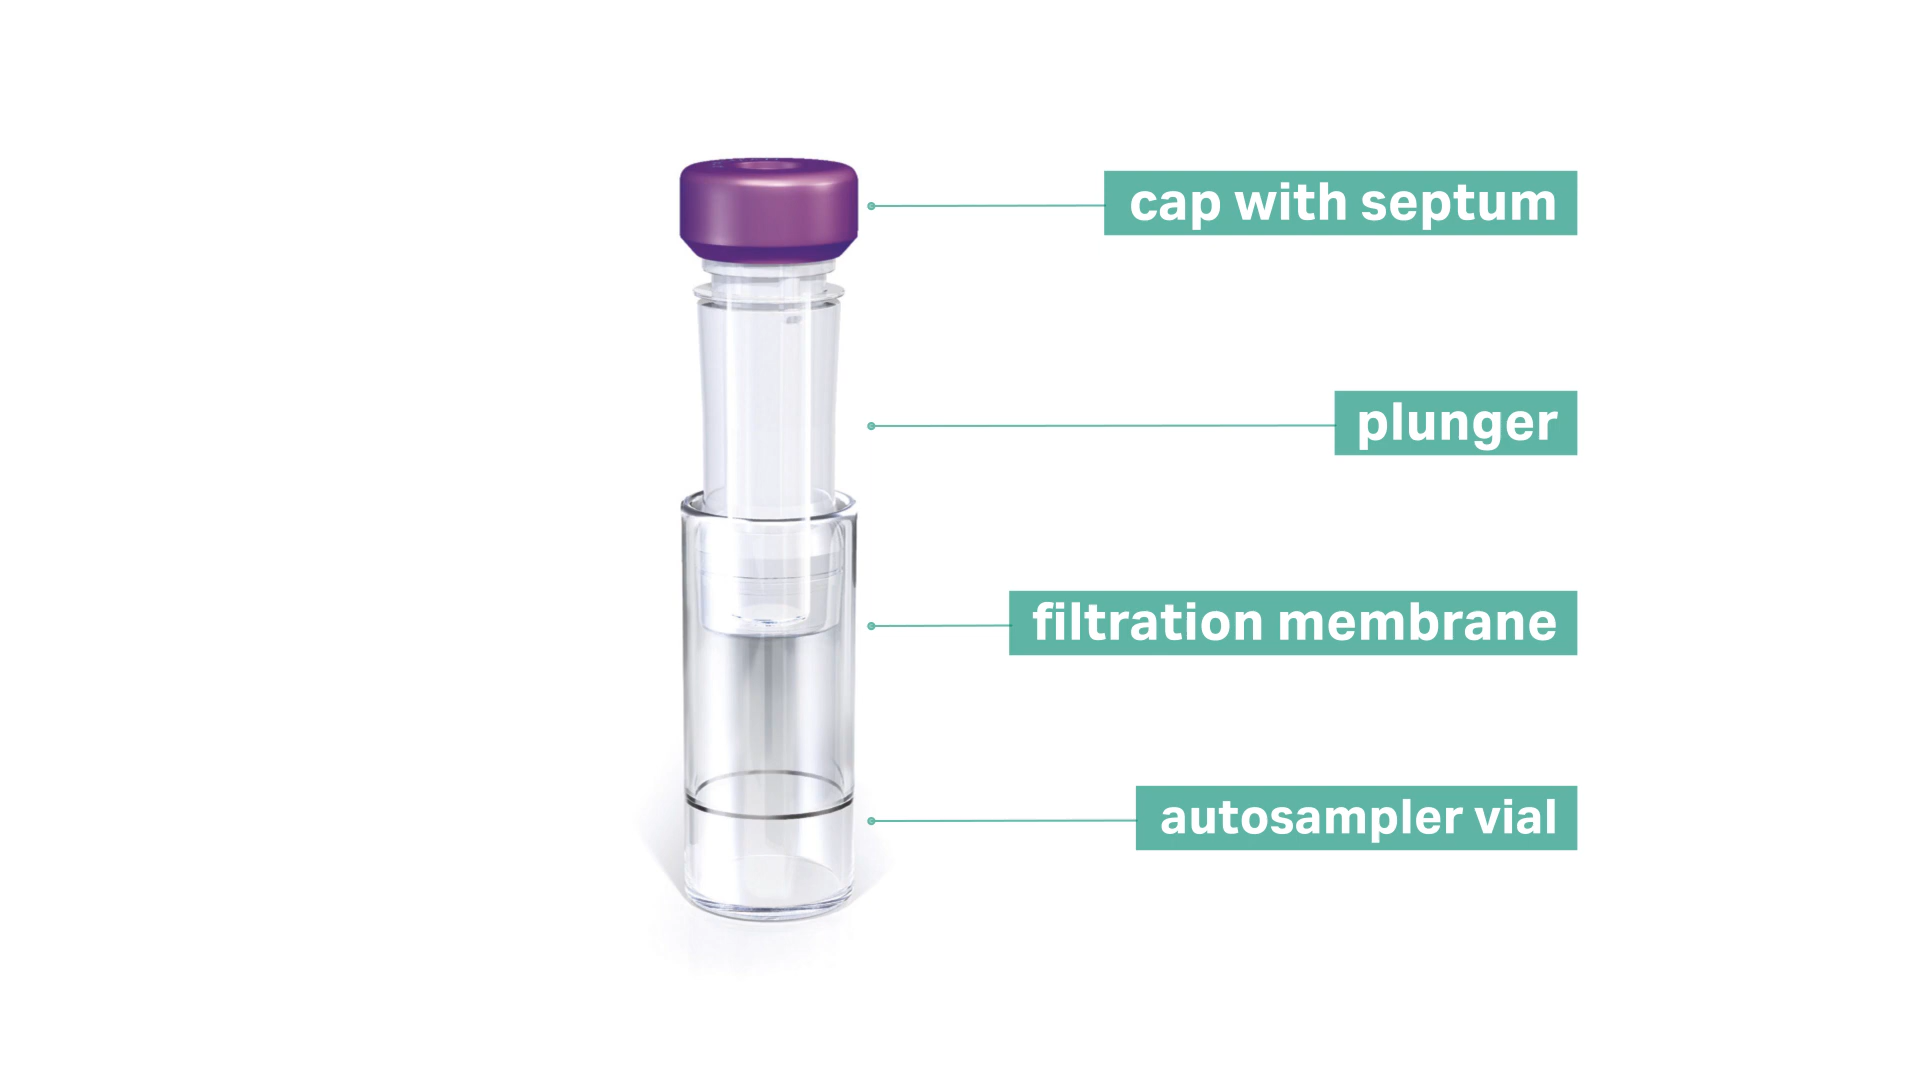 cap with septum
plunger
filtration membrane
autosampler vial